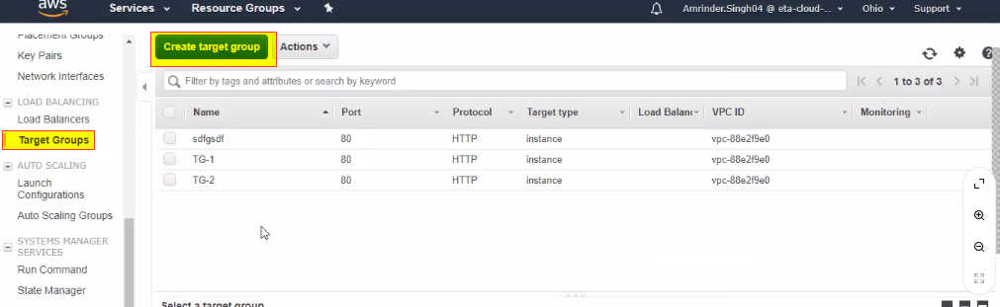 aws
Services
Resource Groups
Amrinder.Singh04 @ eta-cloud-...
Ohio
Support
Placement Groups
Key Pairs
Network Interfaces
LOAD BALANCING
Load Balancers
Target Groups
AUTO SCALING
Launch
Configurations
Auto Scaling Groups
SYSTEMS MANAGER
SERVICES
Run Command
State Manager
Create target group
Actions
Filter by tags and attributes or search by keyword
1 to 3 of 3
Name Port Protocol Target type Load Balanc VPC ID Monitoring
sdfgsdf 80 HTTP instance vpc-88e2f9e0
TG-1 80 HTTP instance vpc-88e2f9e0
TG-2 80 HTTP instance vpc-88e2f9e0
Select a target group